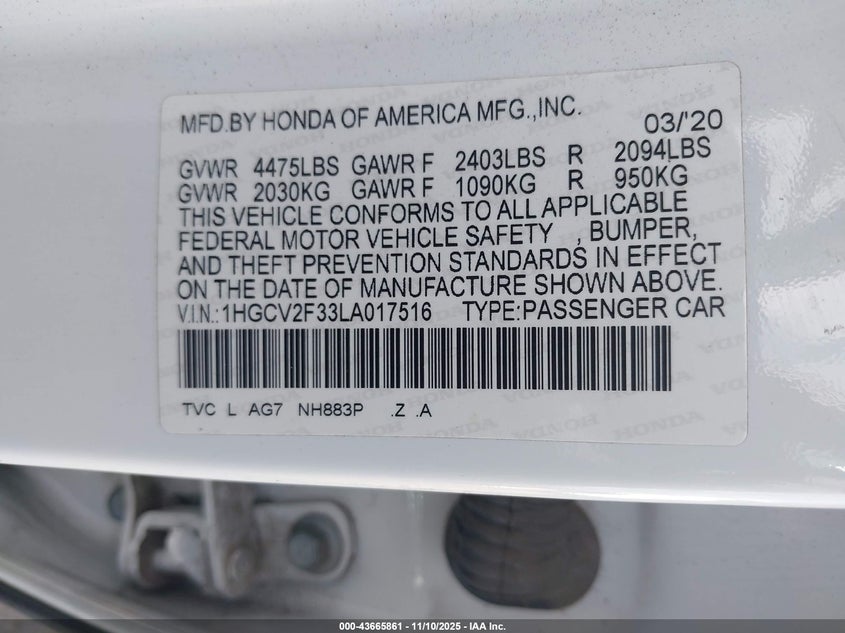 MFD.BY HONDA OF AMERICA MFG.,INC. 03/'20
GVWR 4475LBS GAWR F 2403LBS R 2094LBS
GVWR 2030KG GAWR F 1090KG R 950KG
THIS VEHICLE CONFORMS TO ALL APPLICABLE
FEDERAL MOTOR VEHICLE SAFETY , BUMPER,
AND THEFT PREVENTION STANDARDS IN EFFECT
ON THE DATE OF MANUFACTURE SHOWN ABOVE.
V.I.N.:1HGCV2F33LA017516 TYPE:PASSENGER CAR
TVC L AG7 NH883P .Z .A
000-43665861 - 11/10/2025 - IAA Inc.